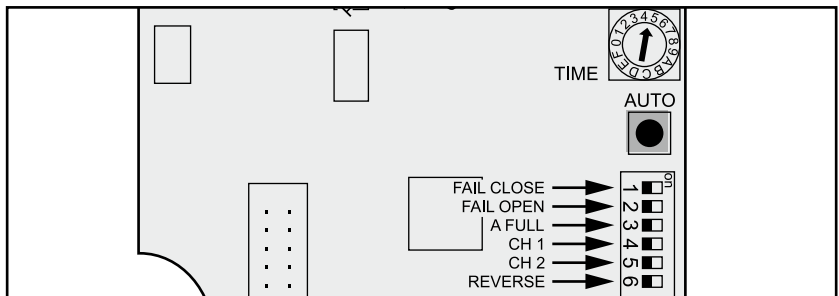 0123456789ABCDEF
TIME
AUTO
on
FAIL CLOSE 1
FAIL OPEN 2
A FULL 3
CH 1 4
CH 2 5
REVERSE 6